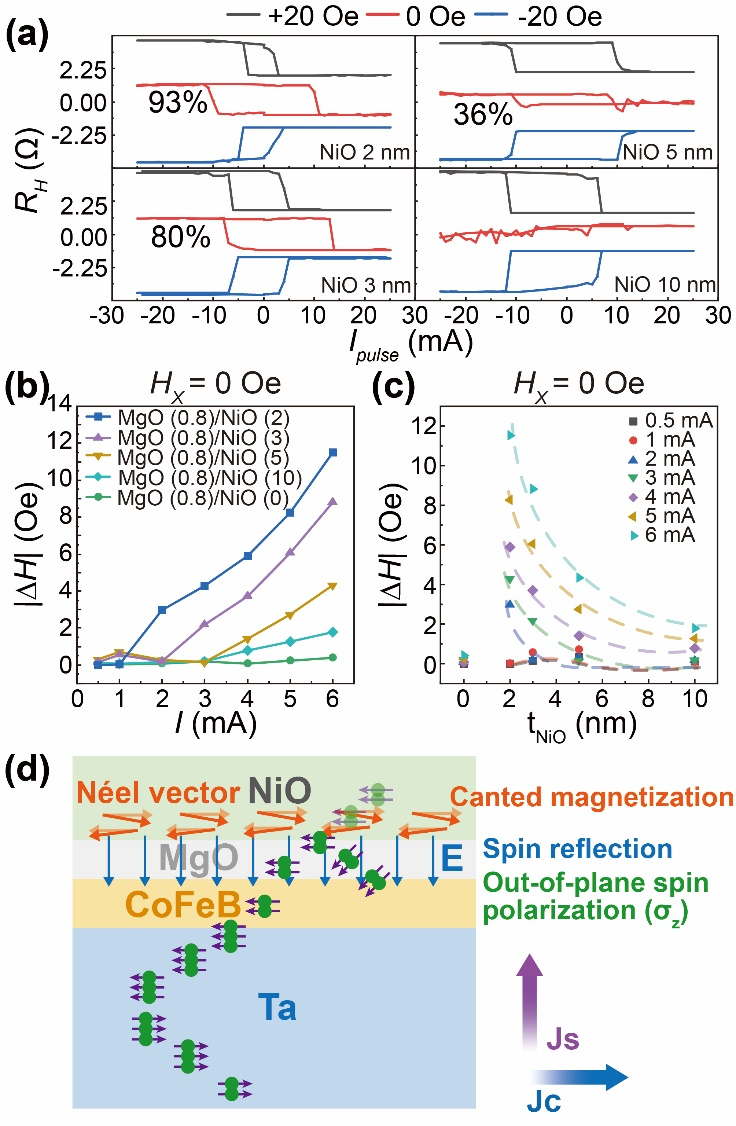 (a)
+20 Oe 0 Oe -20 Oe
2.25
0.00
-2.25
93%
NiO 2 nm
36%
NiO 5 nm
R_H (Ω)
2.25
0.00
-2.25
80%
NiO 3 nm
NiO 10 nm
-30 -20 -10 0 10 20 30
-20 -10 0 10 20 30
I_pulse (mA)
(b) H_X = 0 Oe
14
12
10
8
6
4
2
0
|ΔH| (Oe)
MgO (0.8)/NiO (2)
MgO (0.8)/NiO (3)
MgO (0.8)/NiO (5)
MgO (0.8)/NiO (10)
MgO (0.8)/NiO (0)
0 1 2 3 4 5 6
I (mA)
(c) H_X = 0 Oe
12
10
8
6
4
2
0
|ΔH| (Oe)
0.5 mA
1 mA
2 mA
3 mA
4 mA
5 mA
6 mA
0 2 4 6 8 10
t_NiO (nm)
(d)
Néel vector NiO
Canted magnetization
MgO
E
Spin reflection
CoFeB
Out-of-plane spin
polarization (σ_z)
Ta
Js
Jc